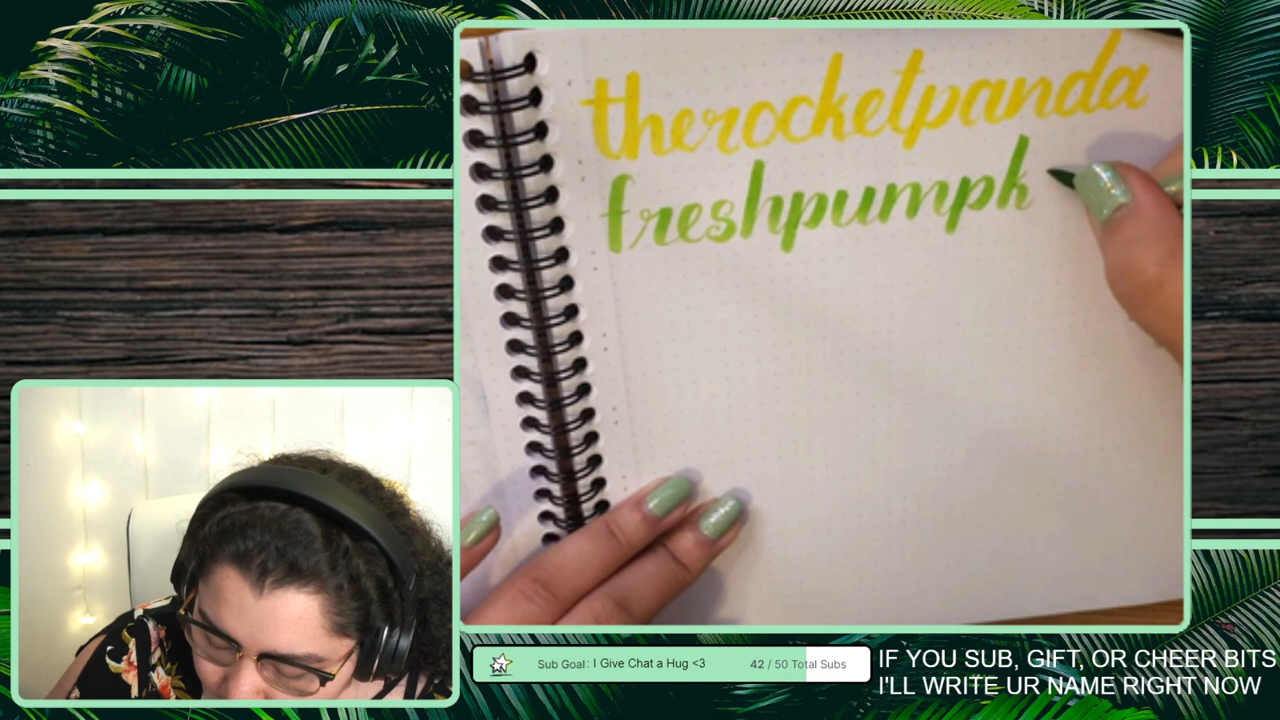 therocketpanda
freshpumpk
Sub Goal: I Give Chat a Hug <3 42 / 50 Total Subs
IF YOU SUB, GIFT, OR CHEER BITS
I'LL WRITE UR NAME RIGHT NOW